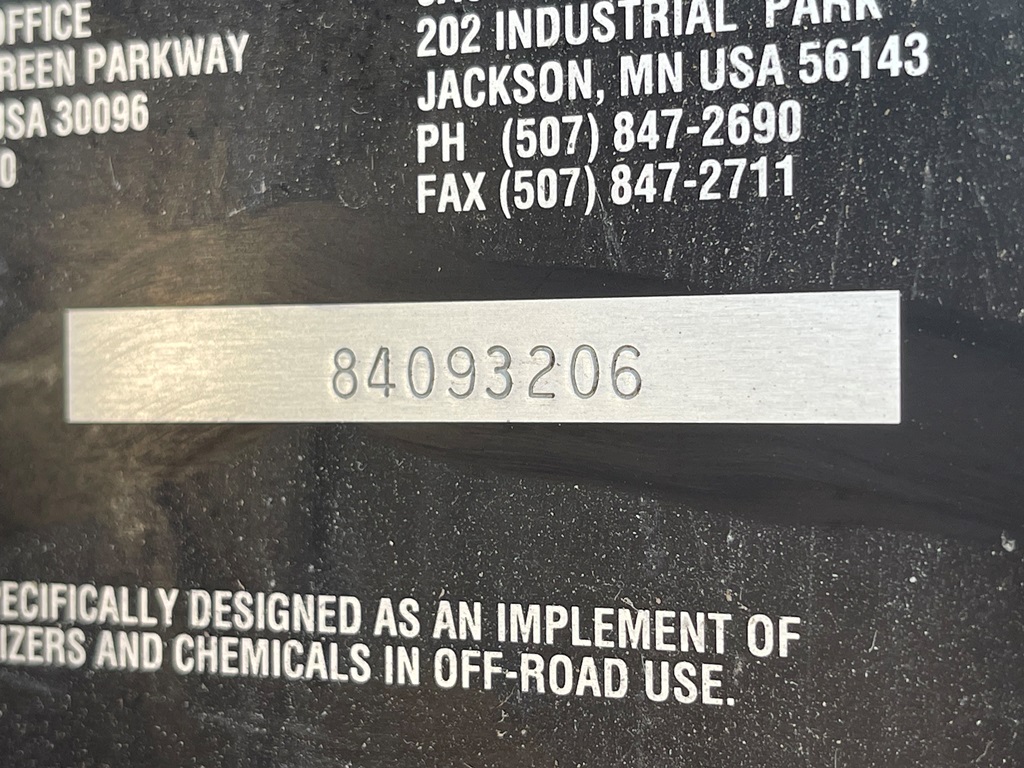 OFFICE
PARKWAY
USA 30096
0
202 INDUSTRIAL PARK
JACKSON, MN USA 56143
PH (507) 847-2690
FAX (507) 847-2711
84093206
ECIFICALLY DESIGNED AS AN IMPLEMENT OF
IZERS AND CHEMICALS IN OFF-ROAD USE.